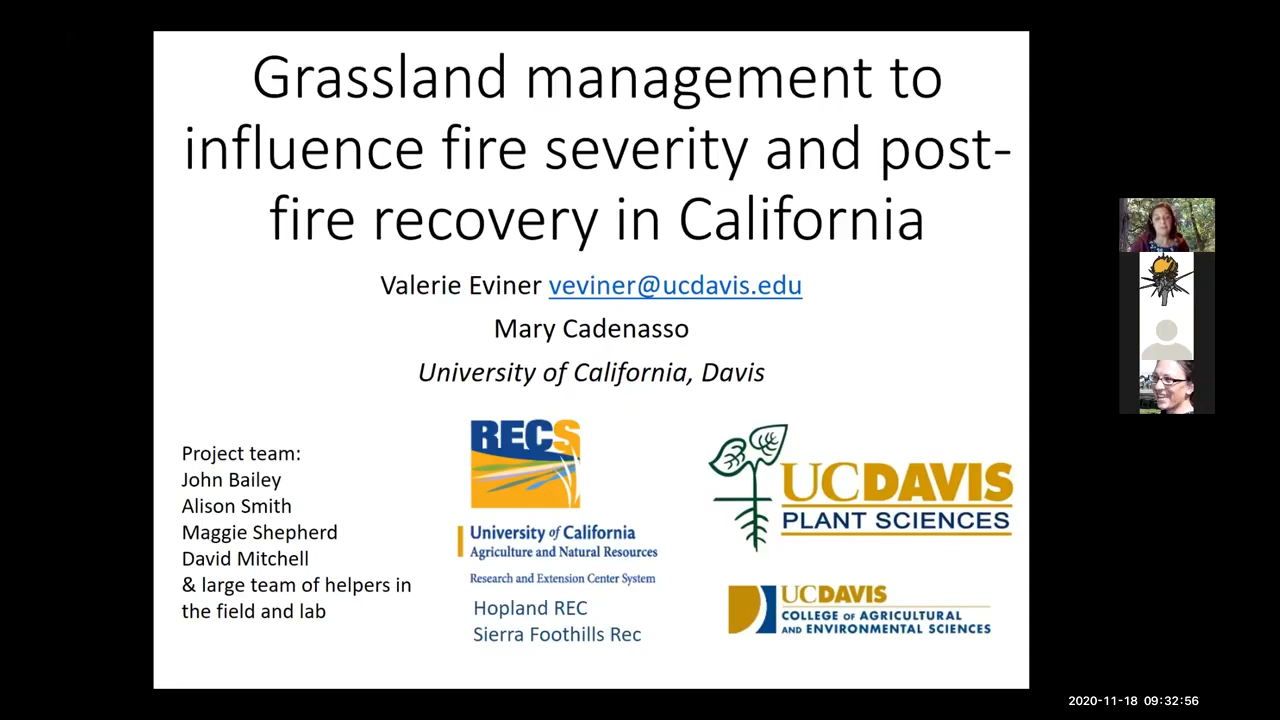 Grassland management to
influence fire severity and post-
fire recovery in California
Valerie Eviner veviner@ucdavis.edu
Mary Cadenasso
University of California, Davis
Project team:
John Bailey
Alison Smith
Maggie Shepherd
David Mitchell
& large team of helpers in
the field and lab
RECS
University of California
Agriculture and Natural Resources
Research and Extension Center System
Hopland REC
Sierra Foothills Rec
UCDAVIS
PLANT SCIENCES
UCDAVIS
COLLEGE OF AGRICULTURAL
AND ENVIRONMENTAL SCIENCES
2020-11-18 09:32:56